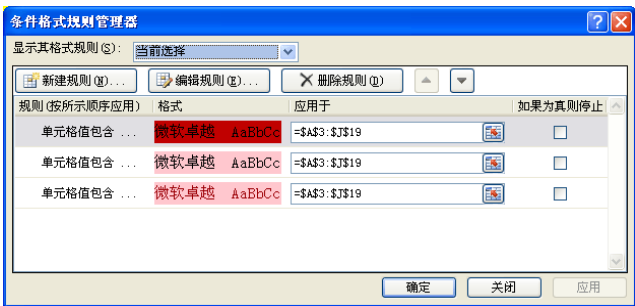 条件格式规则管理器
显示其格式规则(S): 当前选择
新建规则(N)... 编辑规则(E)... 删除规则(D)
规则(按所示顺序应用) 格式 应用于 如果为真则停止
单元格值包含 ... 微软卓越 AaBbCc =$A$3:$J$19
单元格值包含 ... 微软卓越 AaBbCc =$A$3:$J$19
单元格值包含 ... 微软卓越 AaBbCc =$A$3:$J$19
确定 关闭 应用